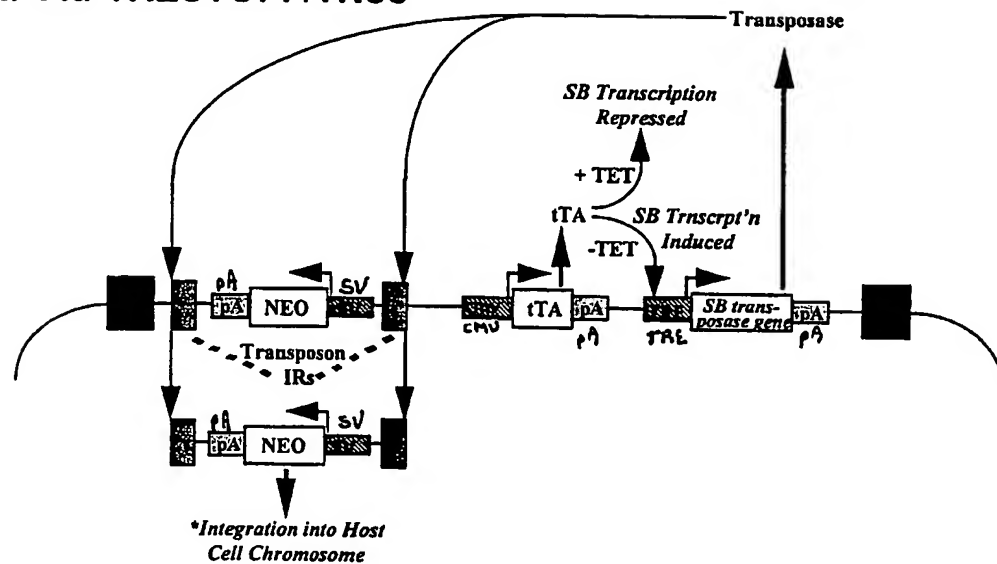 Transposase
SB Transcription
Repressed
+ TET
tTA
SB Trnscrpt'n
Induced
-TET
pA
pA
NEO
SV
CMV
tTA
pA
pA
TRE
SB trans-
posase gene
pA
pA
Transposon
IRs
pA
pA
NEO
SV
*Integration into Host
Cell Chromosome